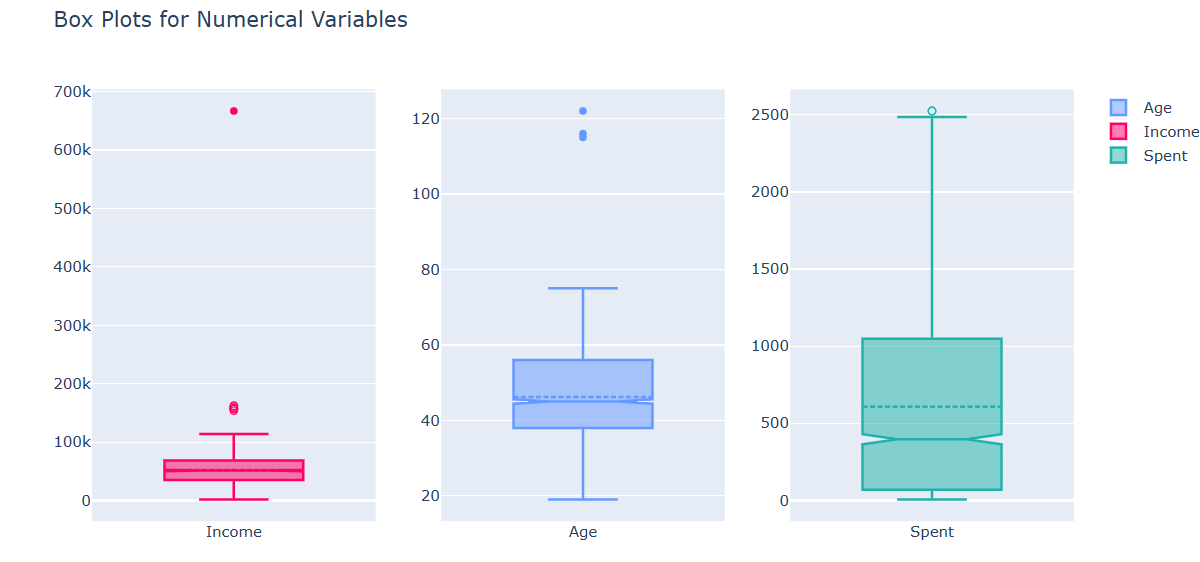 Box Plots for Numerical Variables
700k
600k
500k
400k
300k
200k
100k
0
Income
120
100
80
60
40
20
Age
2500
2000
1500
1000
500
0
Spent
Age
Income
Spent